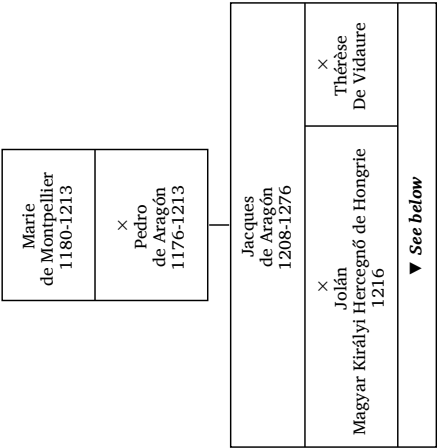 Marie
de Montpellier
1180-1213
×
Pedro
de Aragón
1176-1213
Jacques
de Aragón
1208-1276
×
Jolán
Magyar Királyi Hercegnő de Hongrie
1216
×
Thérèse
De Vidaure
▼ See below